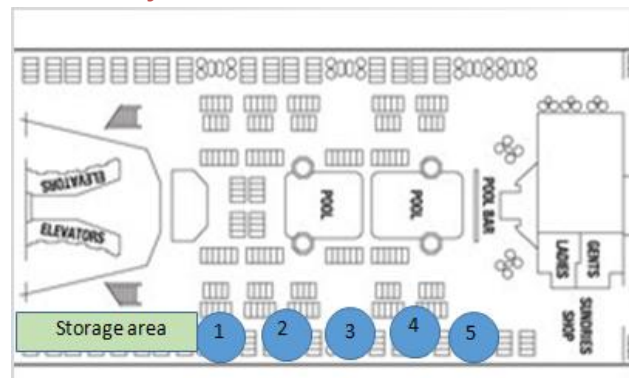 ELEVATORS
ELEVATORS
POOL
POOL
POOL BAR
LADIES
GENTS
SUNDRIES
SHOP
Storage area
1
2
3
4
5